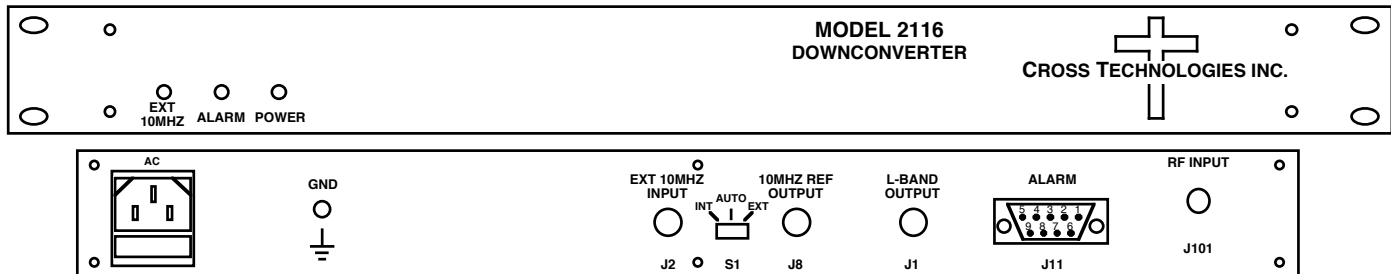 MODEL 2116
DOWNCONVERTER
CROSS TECHNOLOGIES INC.
EXT
10MHZ
ALARM
POWER
AC
GND
EXT 10MHZ
INPUT
INT
AUTO
EXT
10MHZ REF
OUTPUT
L-BAND
OUTPUT
ALARM
5 4 3 2 1
9 8 7 6
RF INPUT
J2
S1
J8
J1
J11
J101